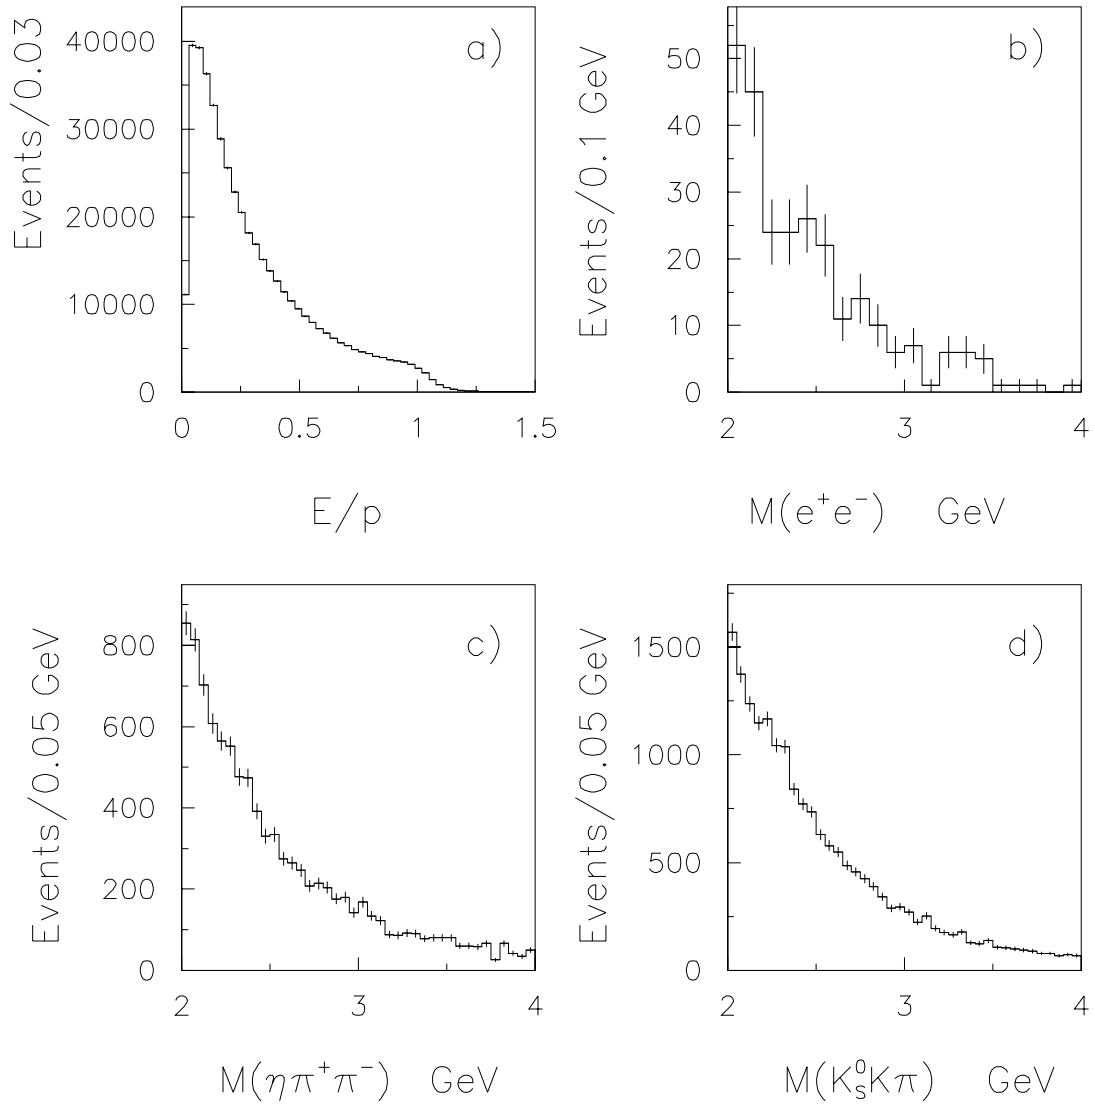 a)
Events/0.03
40000
30000
20000
10000
0
0 0.5 1 1.5
E/p
b)
Events/0.1 GeV
50
40
30
20
10
0
2 3 4
M(e⁺e⁻) GeV
c)
Events/0.05 GeV
800
600
400
200
0
2 3 4
M(ηπ⁺π⁻) GeV
d)
Events/0.05 GeV
1500
1000
500
0
2 3 4
M(K⁰_SKπ) GeV